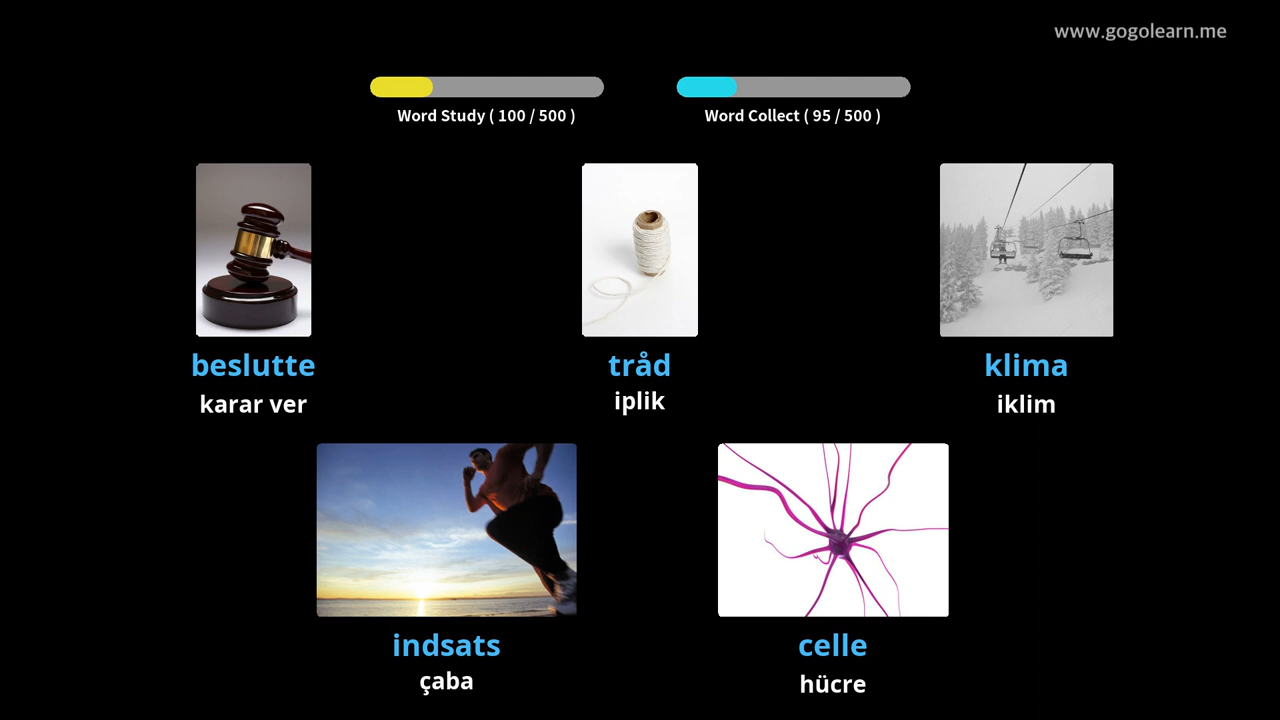 www.gogolearn.me
Word Study ( 100 / 500 )
Word Collect ( 95 / 500 )
beslutte
karar ver
tråd
iplik
klima
iklim
indsats
çaba
celle
hücre